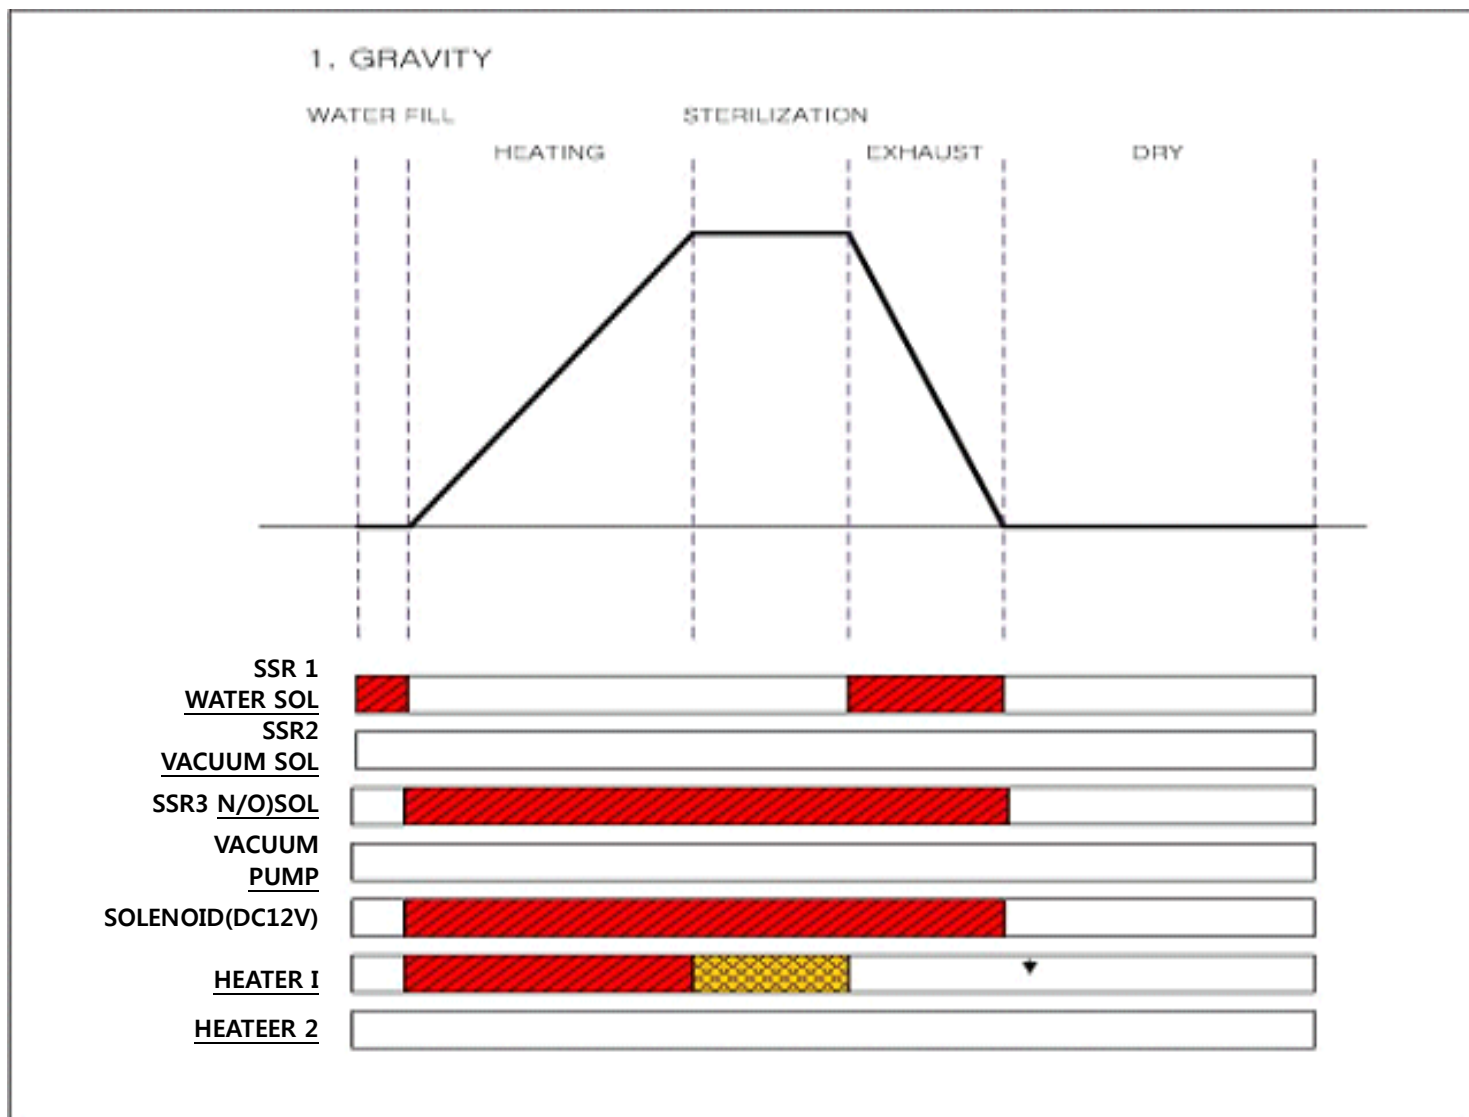 1. GRAVITY
WATER FILL
STERILIZATION
HEATING
EXHAUST
DRY
SSR 1
WATER SOL
SSR2
VACUUM SOL
SSR3 N/O)SOL
VACUUM
PUMP
SOLENOID(DC12V)
HEATER I
HEATEER 2